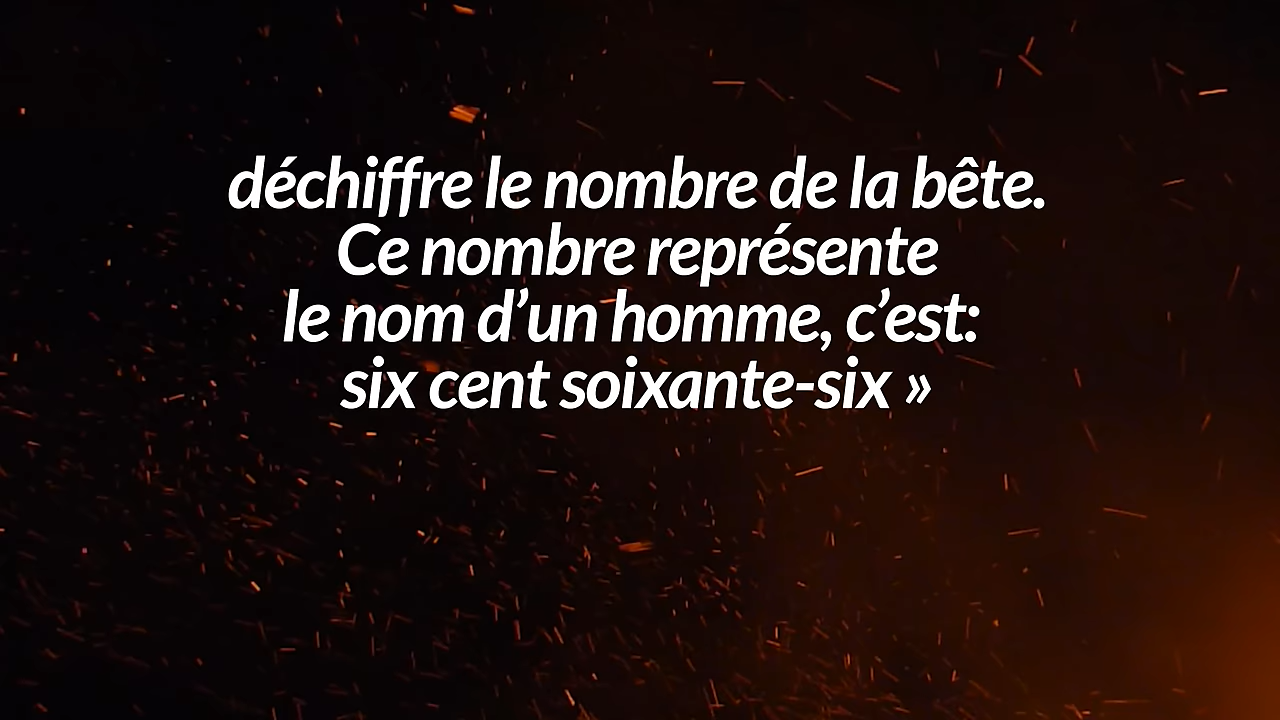 déchiffre le nombre de la bête.
Ce nombre représente
le nom d’un homme, c’est:
six cent soixante-six »